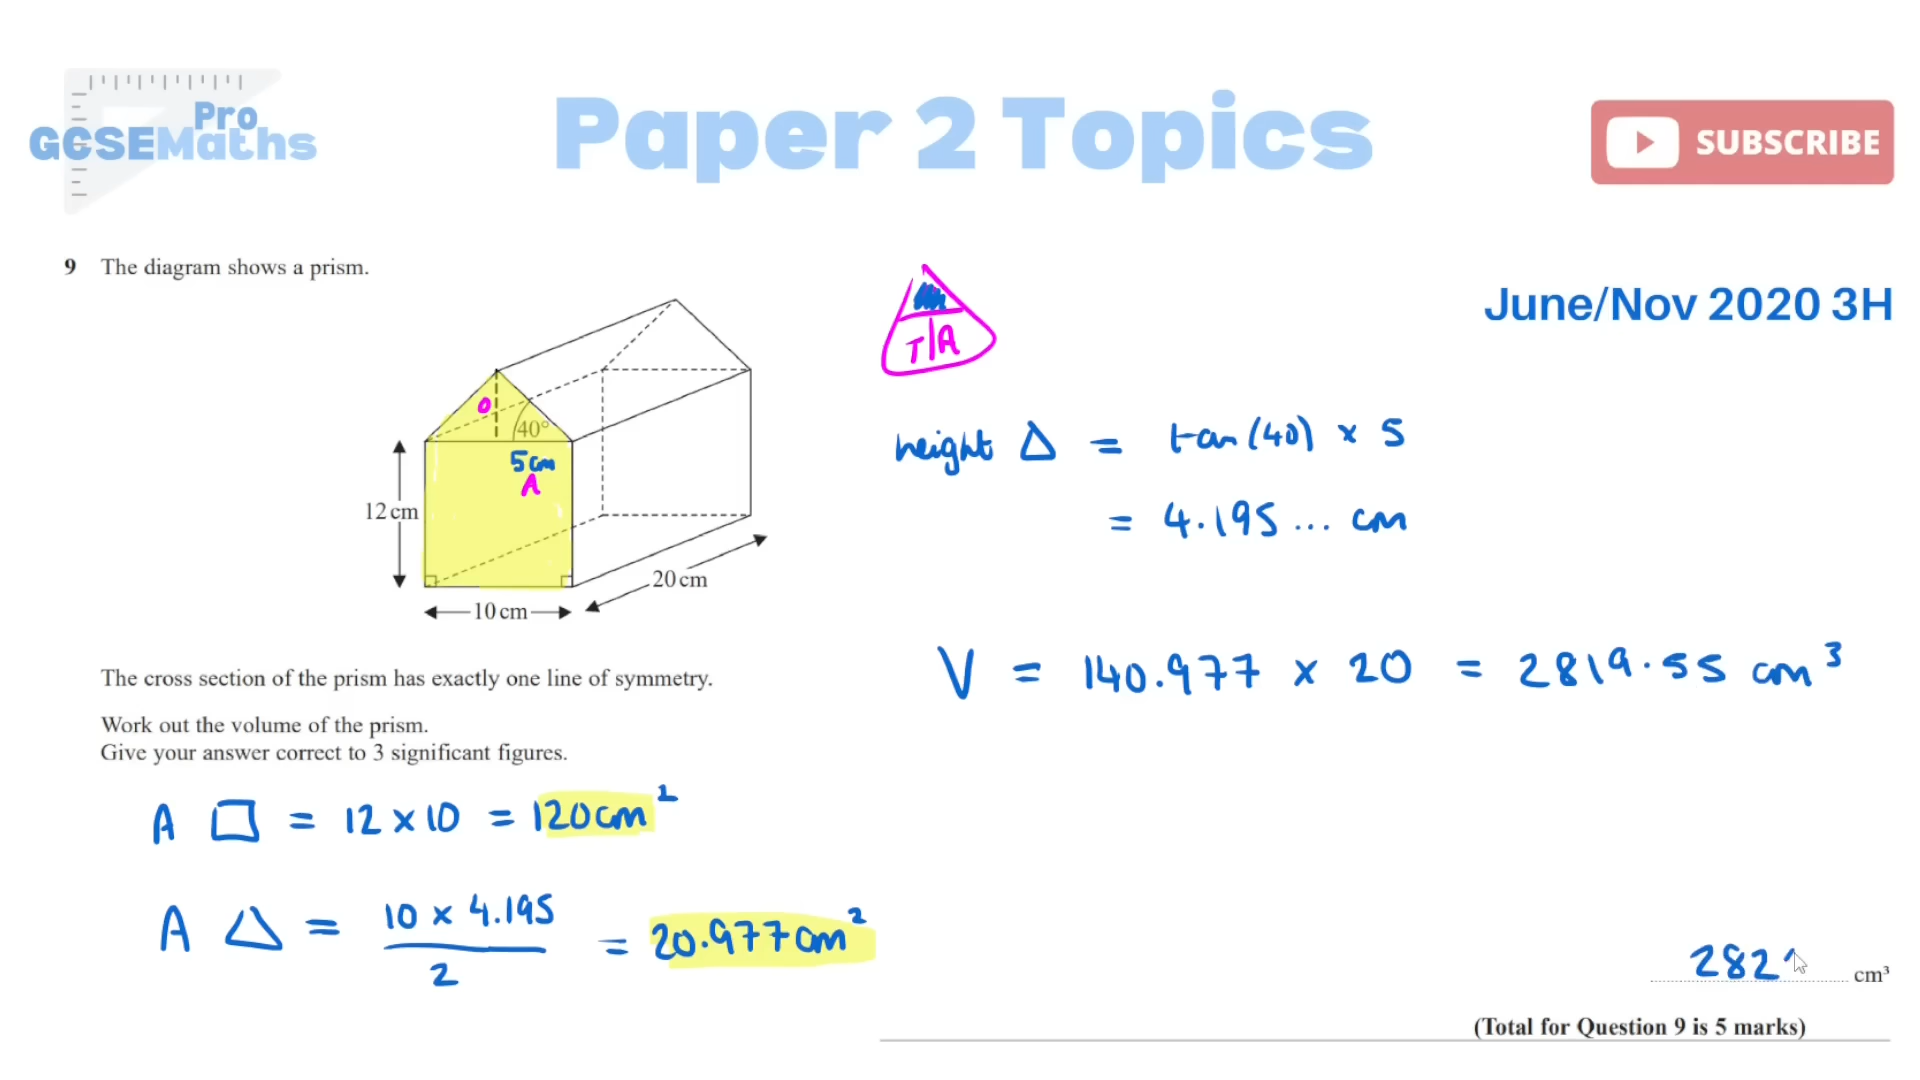 Pro
GCSEMaths
Paper 2 Topics
SUBSCRIBE
9 The diagram shows a prism.
June/Nov 2020 3H
T A
O
40°
5cm
A
12 cm
20 cm
10 cm
height Δ = tan(40) × 5
= 4.195... cm
V = 140.977 × 20 = 2819.55 cm³
The cross section of the prism has exactly one line of symmetry.
Work out the volume of the prism.
Give your answer correct to 3 significant figures.
A □ = 12 × 10 = 120cm²
A △ = 10 × 4.195 / 2 = 20.977cm²
282
cm³
(Total for Question 9 is 5 marks)